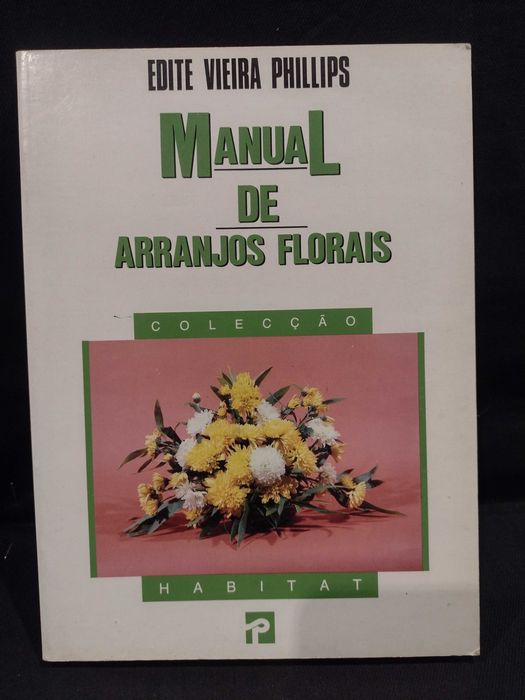 EDITE VIEIRA PHILLIPS
MANUAL
DE
ARRANJOS FLORAIS
COLECÇÃO
HABITAT
P